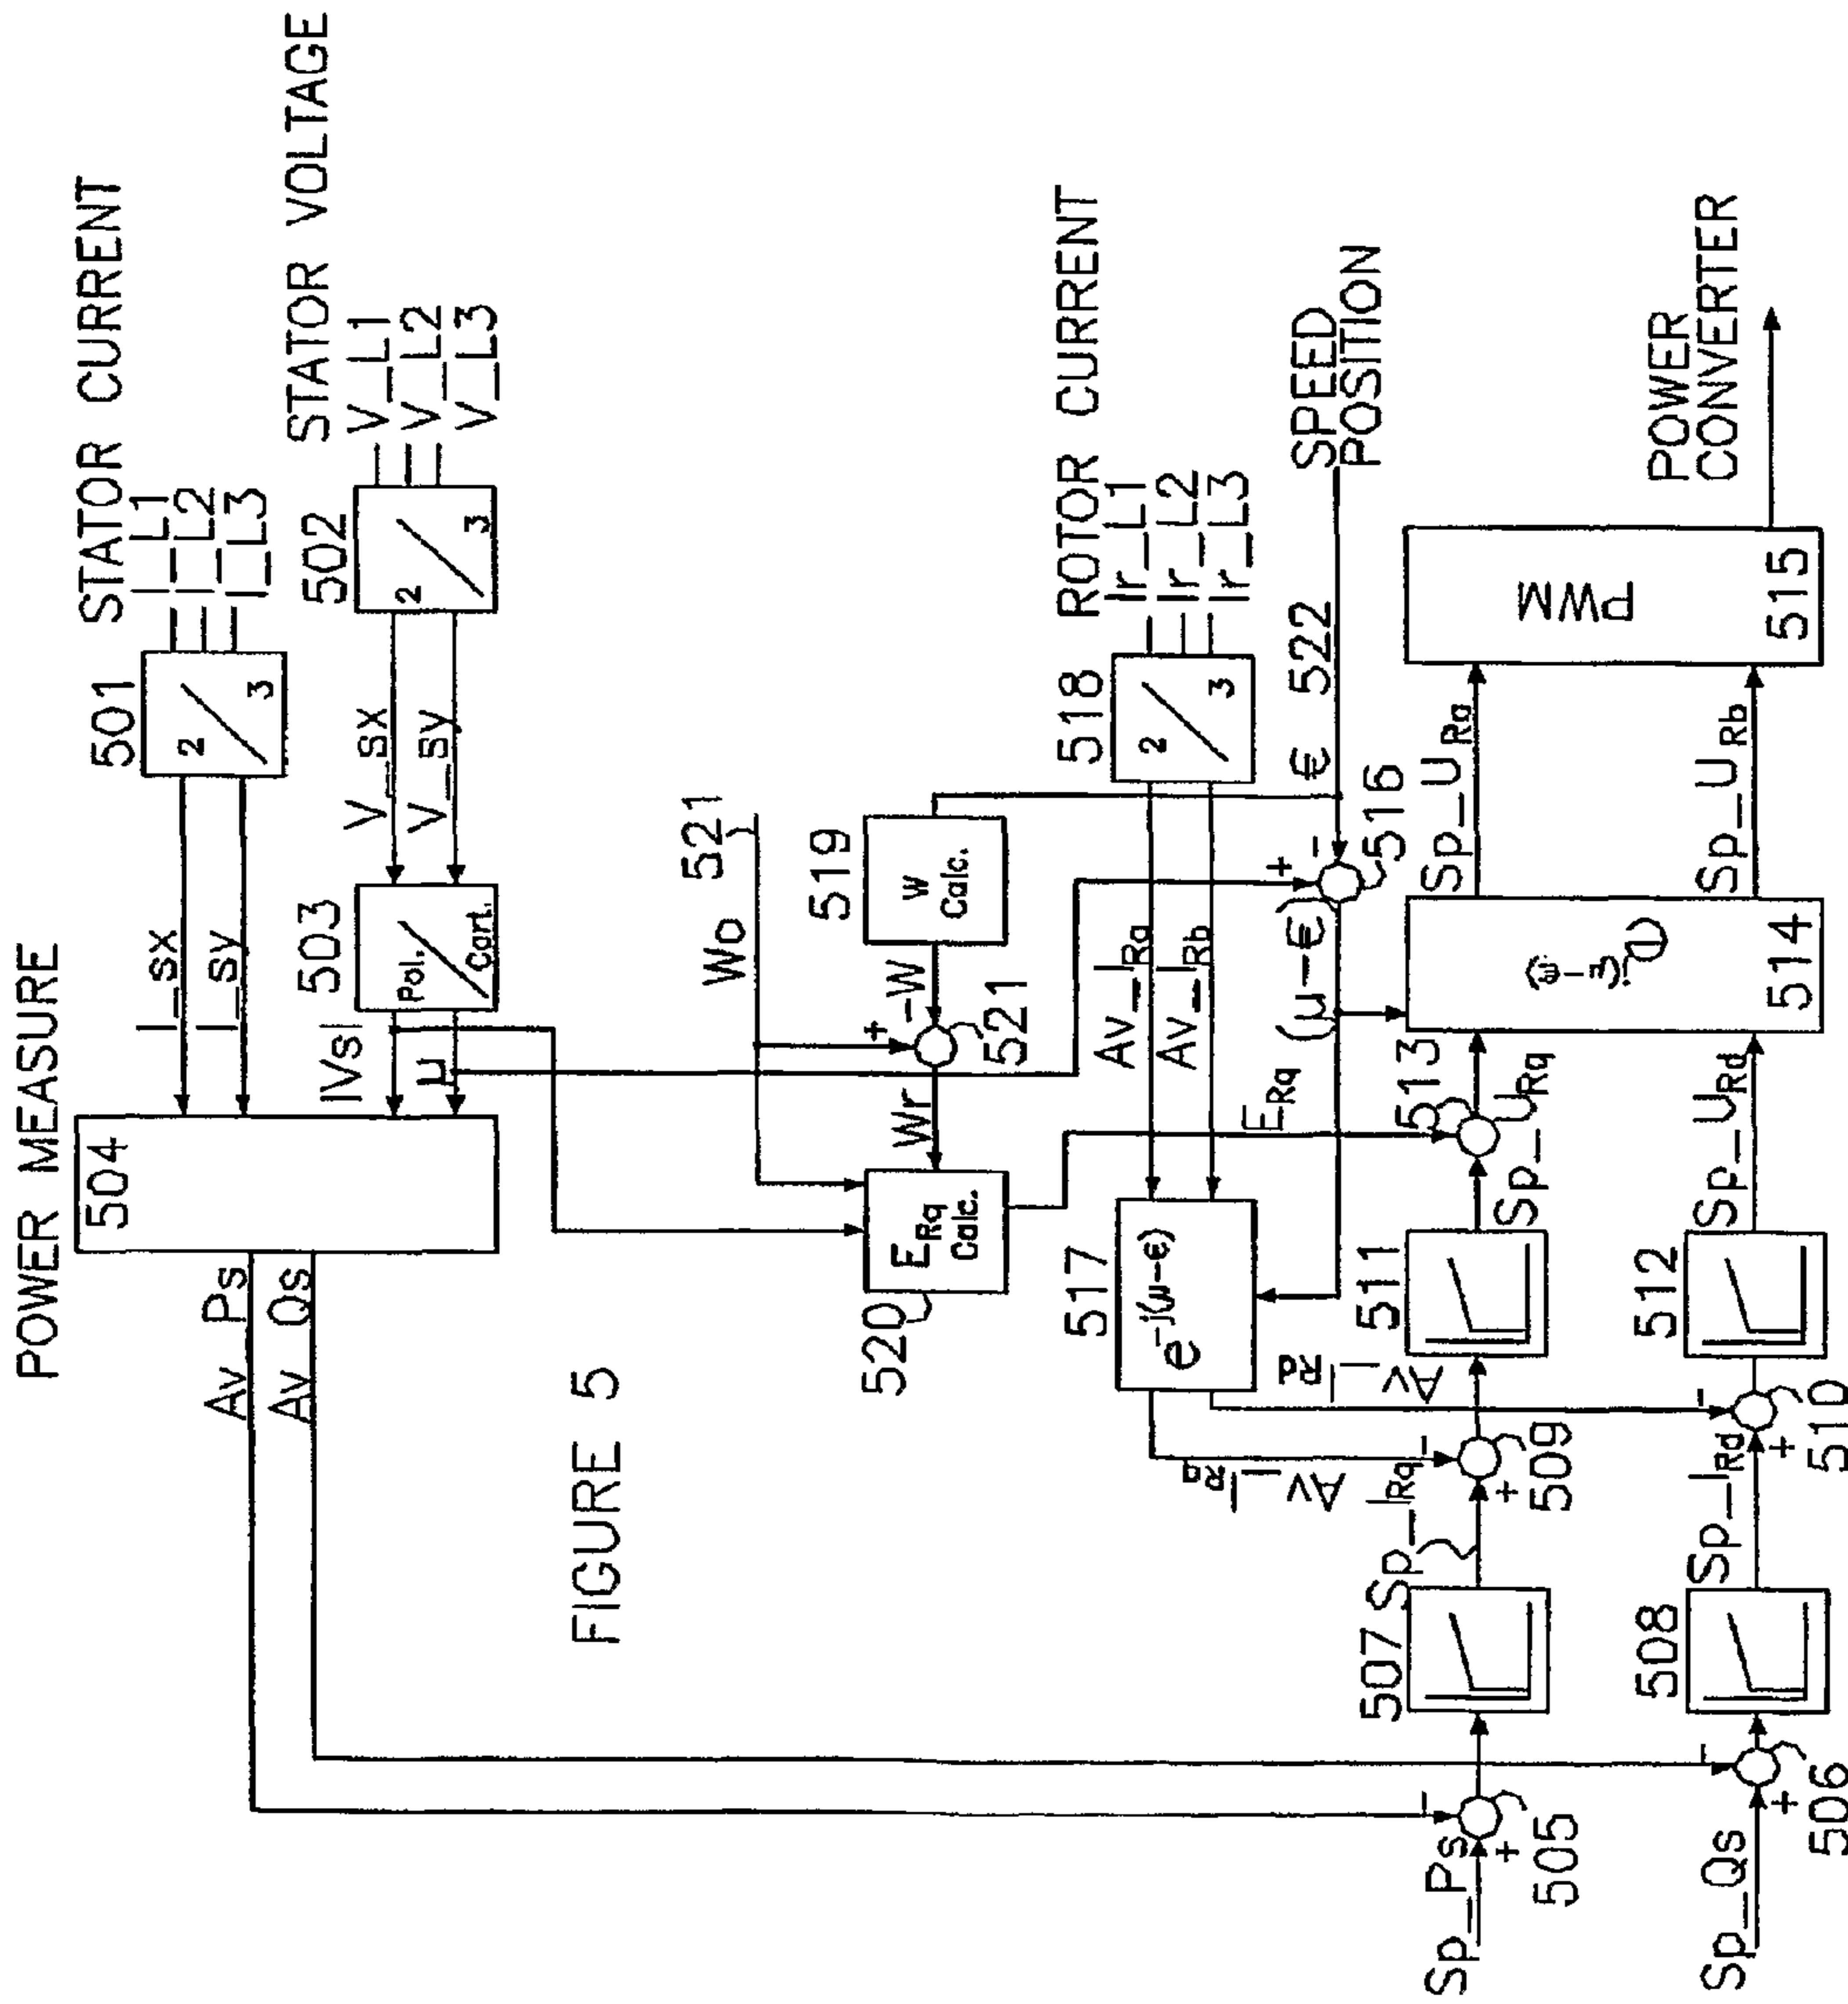 POWER MEASURE
504
Av_Ps
Av_Qs
I_sx
I_sy
501
2
3
STATOR CURRENT
I_L1
I_L2
I_L3
|Vs|
μ
503
Pol.
Cart.
V_sx
V_sy
502
2
3
STATOR VOLTAGE
V_L1
V_L2
V_L3
FIGURE 5
Wo
521
520
E_Rq
Calc.
Wr
+
-W
521
519
W
Calc.
517
e^-j(μ-ϵ)
Av_I_Ra
Av_I_Rb
518
2
3
ROTOR CURRENT
Ir_L1
Ir_L2
Ir_L3
Av_I_Rq
Av_I_Rd
E_Rq
(μ-ϵ)
+
-
516
ϵ
522
SPEED
POSITION
Sp_Ps
+
-
505
507
Sp_I_Rq
+
-
509
511
513
Sp_U_Rq
Sp_U_Ra
PWM
515
POWER
CONVERTER
Sp_Qs
+
-
506
508
Sp_I_Rd
+
-
510
512
Sp_U_Rd
514
Sp_U_Rb